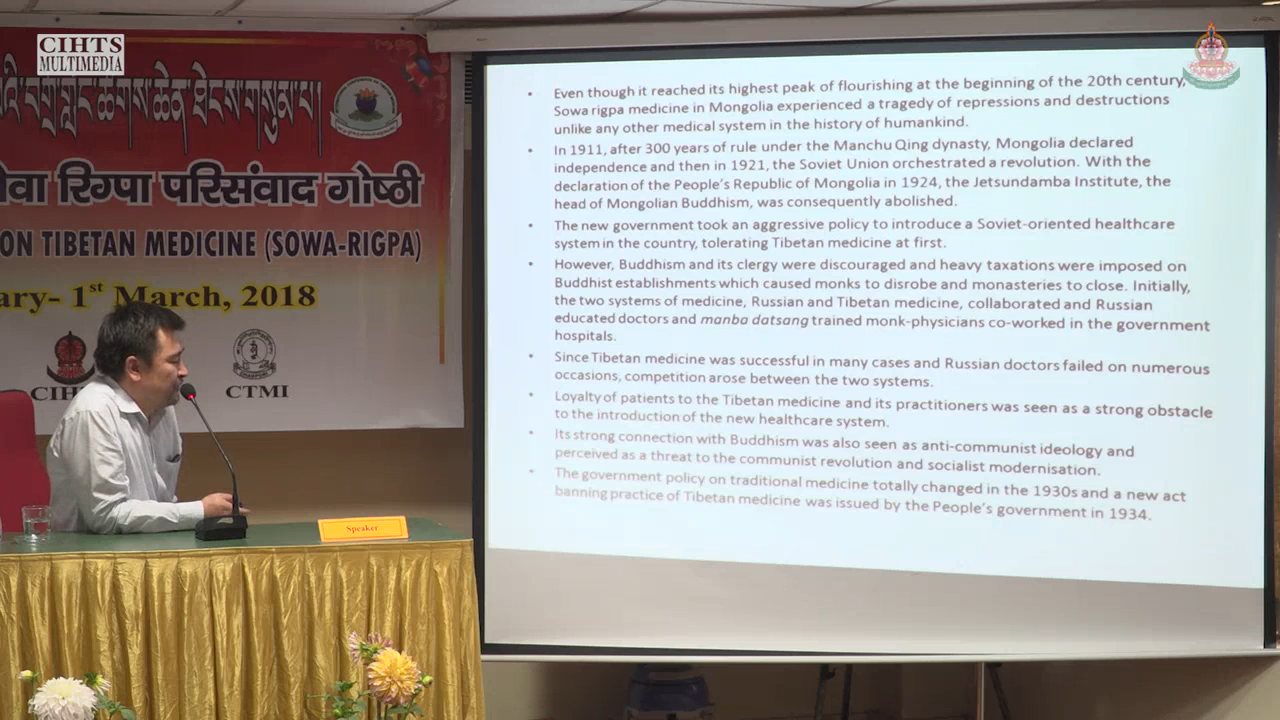 CIHTS
MULTIMEDIA
सोवा रिग्पा परिसंवाद गोष्ठी
ON TIBETAN MEDICINE (SOWA-RIGPA)
1st March, 2018
CTMI
Speaker
• Even though it reached its highest peak of flourishing at the beginning of the 20th century,
Sowa rigpa medicine in Mongolia experienced a tragedy of repressions and destructions
unlike any other medical system in the history of humankind.
• In 1911, after 300 years of rule under the Manchu Qing dynasty, Mongolia declared
independence and then in 1921, the Soviet Union orchestrated a revolution. With the
declaration of the People's Republic of Mongolia in 1924, the Jetsundamba Institute, the
head of Mongolian Buddhism, was consequently abolished.
• The new government took an aggressive policy to introduce a Soviet-oriented healthcare
system in the country, tolerating Tibetan medicine at first.
• However, Buddhism and its clergy were discouraged and heavy taxations were imposed on
Buddhist establishments which caused monks to disrobe and monasteries to close. Initially,
the two systems of medicine, Russian and Tibetan medicine, collaborated and Russian
educated doctors and manba datsang trained monk-physicians co-worked in the government
hospitals.
• Since Tibetan medicine was successful in many cases and Russian doctors failed on numerous
occasions, competition arose between the two systems.
• Loyalty of patients to the Tibetan medicine and its practitioners was seen as a strong obstacle
to the introduction of the new healthcare system.
• Its strong connection with Buddhism was also seen as anti-communist ideology and
perceived as a threat to the communist revolution and socialist modernisation.
• The government policy on traditional medicine totally changed in the 1930s and a new act
banning practice of Tibetan medicine was issued by the People's government in 1934.